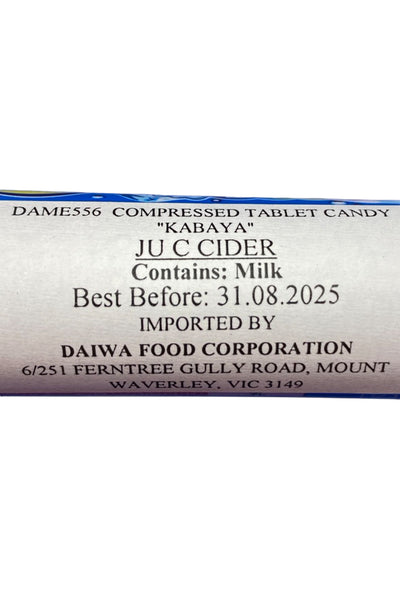 DAME556 COMPRESSED TABLET CANDY
"KABAYA"
JU C CIDER
Contains: Milk
Best Before: 31.08.2025
IMPORTED BY
DAIWA FOOD CORPORATION
6/251 FERNTREE GULLY ROAD, MOUNT
WAVERLEY, VIC 3149